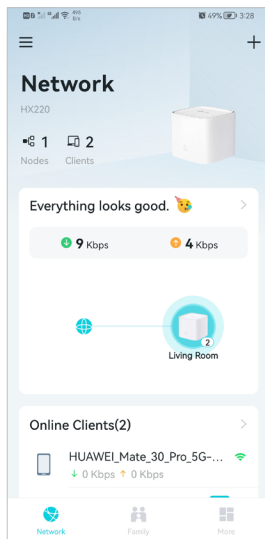 495
B/s
49%
3:28
Network
HX220
1
2
Nodes
Clients
Everything looks good.
9 Kbps
4 Kbps
2
Living Room
Online Clients(2)
HUAWEI_Mate_30_Pro_5G-...
0 Kbps
0 Kbps
Network
Family
More